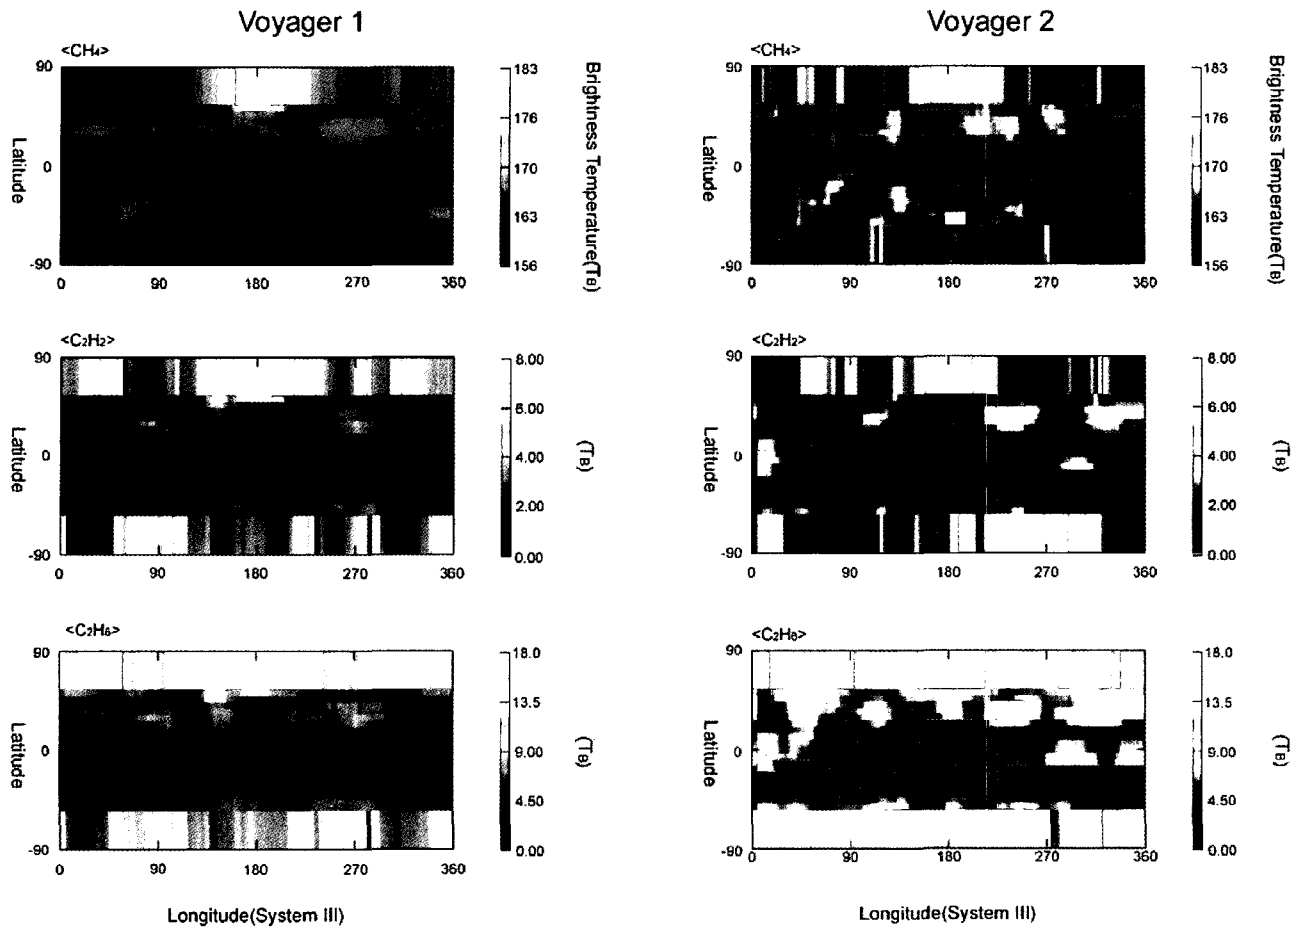 Voyager 1
<CH4>
90
0
-90
Latitude
0 90 180 270 360
183
176
170
163
156
Brightness Temperature(TB)
<C2H2>
90
0
-90
Latitude
0 90 180 270 360
8.00
6.00
4.00
2.00
0.00
(TB)
<C2H6>
90
0
-90
Latitude
0 90 180 270 360
18.0
13.5
9.00
4.50
0.00
(TB)
Longitude(System III)
Voyager 2
<CH4>
90
0
-90
Latitude
0 90 180 270 360
183
176
170
163
156
Brightness Temperature(TB)
<C2H2>
90
0
-90
Latitude
0 90 180 270 360
8.00
6.00
4.00
2.00
0.00
(TB)
<C2H6>
90
0
-90
Latitude
0 90 180 270 360
18.0
13.5
9.00
4.50
0.00
(TB)
Longitude(System III)